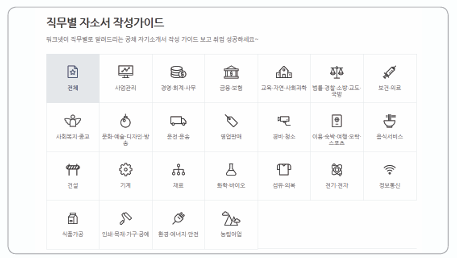 직무별 자소서 작성가이드
워크넷이 직무별로 알려드리는 공채 자기소개서 작성 가이드 보고 취업 성공하세요~
전체
사업관리
경영·회계·사무
금융·보험
교육·자연·사회과학
법률·경찰·소방·교도·
국방
보건·의료
사회복지·종교
문화·예술·디자인·방
송
운전·운송
영업판매
경비·청소
이용·숙박·여행·오락·
스포츠
음식서비스
건설
기계
재료
화학·바이오
섬유·의복
전기·전자
정보통신
식품가공
인쇄·목재·가구·공예
환경·에너지·안전
농림어업